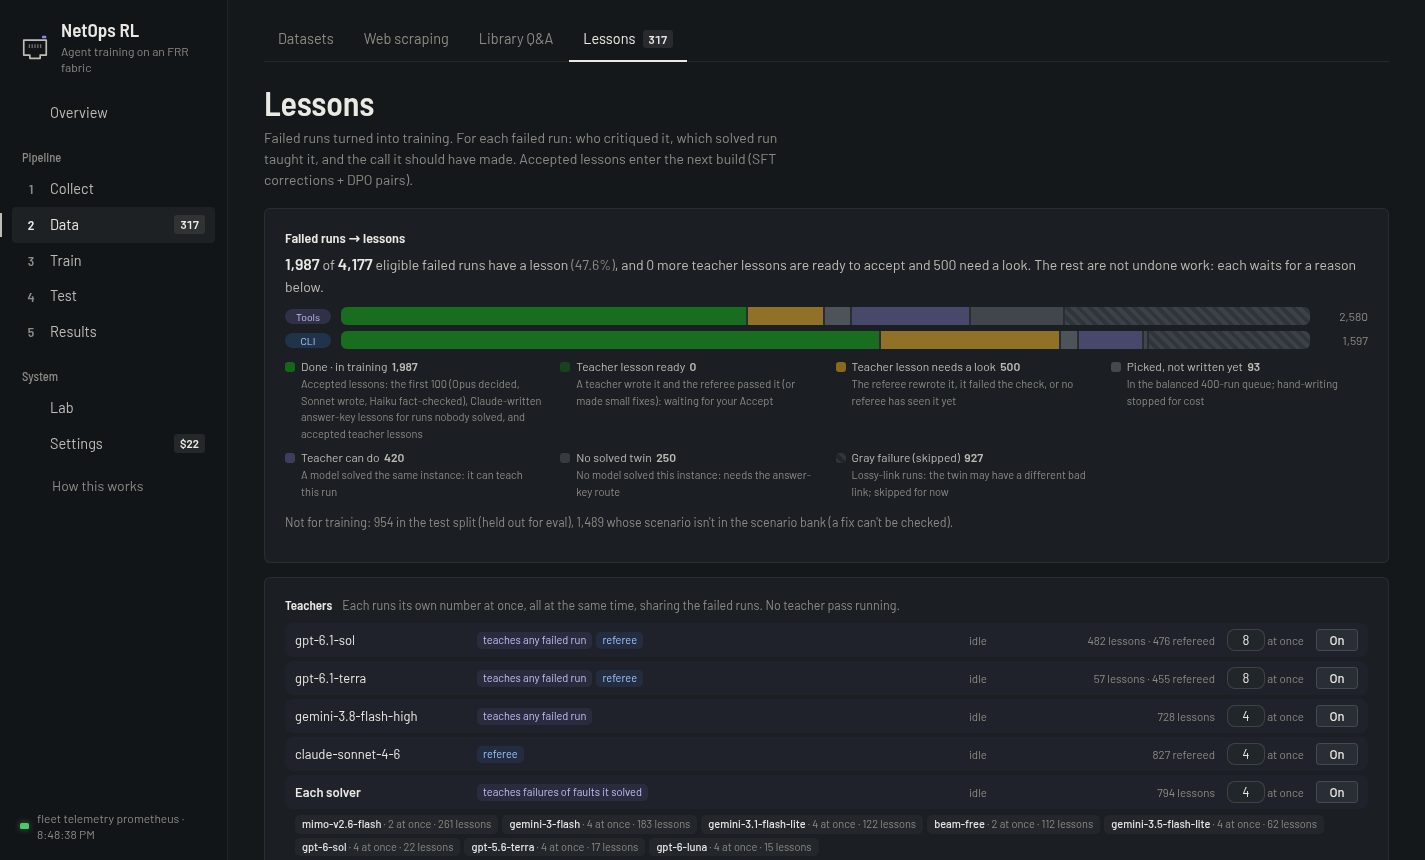 NetOps RL
Agent training on an FRR
fabric
Overview
Pipeline
1 Collect
2 Data 317
3 Train
4 Test
5 Results
System
Lab
Settings $22
How this works
fleet telemetry prometheus ·
8:48:38 PM
Datasets Web scraping Library Q&A Lessons 317
Lessons
Failed runs turned into training. For each failed run: who critiqued it, which solved run
taught it, and the call it should have made. Accepted lessons enter the next build (SFT
corrections + DPO pairs).
Failed runs → lessons
1,987 of 4,177 eligible failed runs have a lesson (47.6%), and 0 more teacher lessons are ready to accept and 500 need a look. The rest are not undone work: each waits for a reason
below.
Tools 2,580
CLI 1,597
Done · in training 1,987
Accepted lessons: the first 100 (Opus decided,
Sonnet wrote, Haiku fact-checked), Claude-written
answer-key lessons for runs nobody solved, and
accepted teacher lessons
Teacher lesson ready 0
A teacher wrote it and the referee passed it (or
made small fixes): waiting for your Accept
Teacher lesson needs a look 500
The referee rewrote it, it failed the check, or no
referee has seen it yet
Picked, not written yet 93
In the balanced 400-run queue; hand-writing
stopped for cost
Teacher can do 420
A model solved the same instance: it can teach
this run
No solved twin 250
No model solved this instance: needs the answer-
key route
Gray failure (skipped) 927
Lossy-link runs: the twin may have a different bad
link; skipped for now
Not for training: 954 in the test split (held out for eval), 1,489 whose scenario isn't in the scenario bank (a fix can't be checked).
Teachers Each runs its own number at once, all at the same time, sharing the failed runs. No teacher pass running.
gpt-6.1-sol teaches any failed run referee idle 482 lessons · 476 refereed 8 at once On
gpt-6.1-terra teaches any failed run referee idle 57 lessons · 455 refereed 8 at once On
gemini-3.8-flash-high teaches any failed run idle 728 lessons 4 at once On
claude-sonnet-4-6 referee idle 827 refereed 4 at once On
Each solver teaches failures of faults it solved idle 794 lessons 4 at once On
mimo-v2.6-flash · 2 at once · 261 lessons gemini-3-flash · 4 at once · 183 lessons gemini-3.1-flash-lite · 4 at once · 122 lessons beam-free · 2 at once · 112 lessons gemini-3.5-flash-lite · 4 at once · 62 lessons
gpt-6-sol · 4 at once · 22 lessons gpt-5.6-terra · 4 at once · 17 lessons gpt-6-luna · 4 at once · 15 lessons